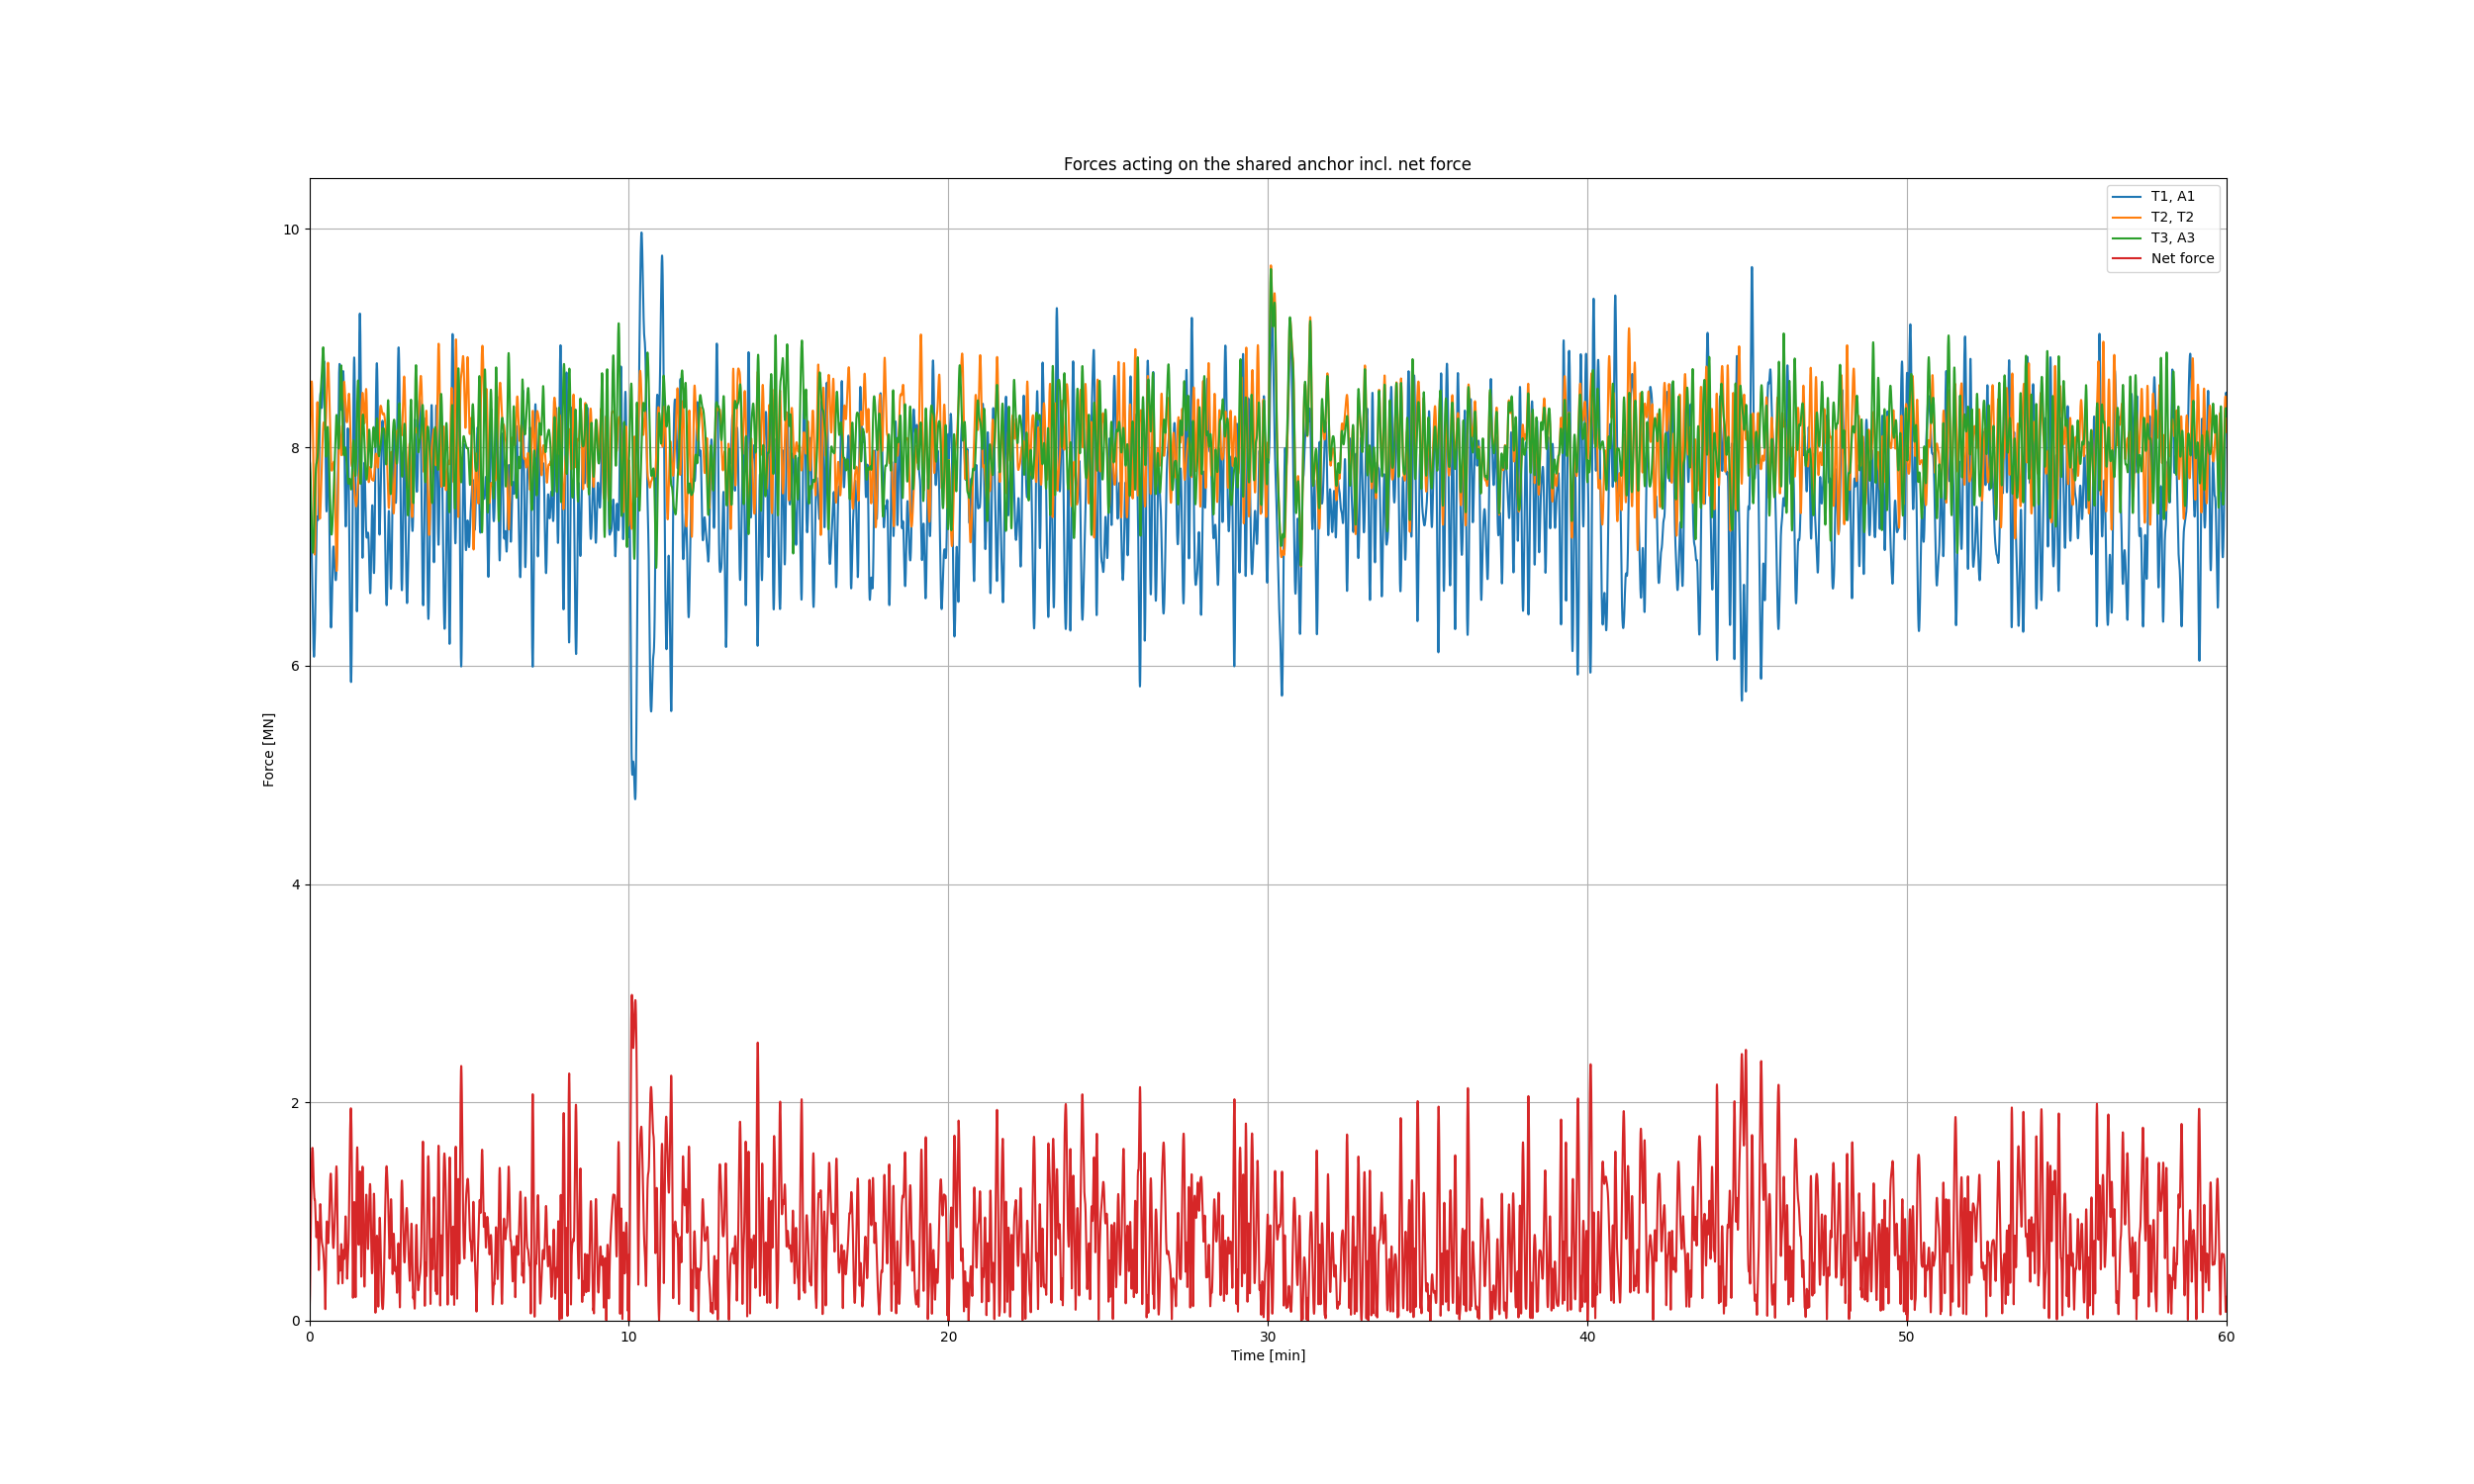 Forces acting on the shared anchor incl. net force
T1, A1
T2, T2
T3, A3
Net force
10
8
6
4
2
0
Force [MN]
0 10 20 30 40 50 60
Time [min]